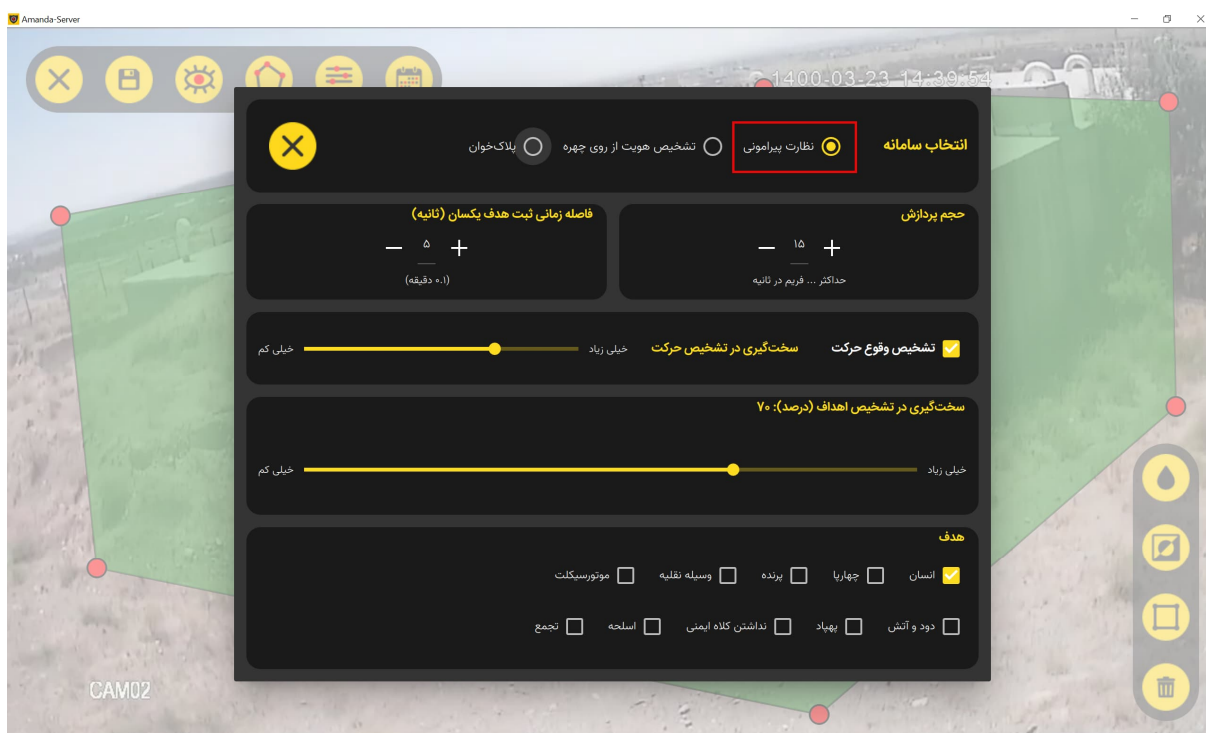 Amanda-Server
1400-03-23 14:39:54
انتخاب سامانه
نظارت پیرامونی
تشخیص هویت از روی چهره
پلاک‌خوان
حجم پردازش
۱۵
حداکثر ... فریم در ثانیه
فاصله زمانی ثبت هدف یکسان (ثانیه)
۵
(۰.۱ دقیقه)
تشخیص وقوع حرکت
سخت‌گیری در تشخیص حرکت
خیلی زیاد
خیلی کم
سخت‌گیری در تشخیص اهداف (درصد): ۷۰
خیلی زیاد
خیلی کم
هدف
انسان
چهارپا
پرنده
وسیله نقلیه
موتورسیکلت
دود و آتش
پهپاد
نداشتن کلاه ایمنی
اسلحه
تجمع
CAM02